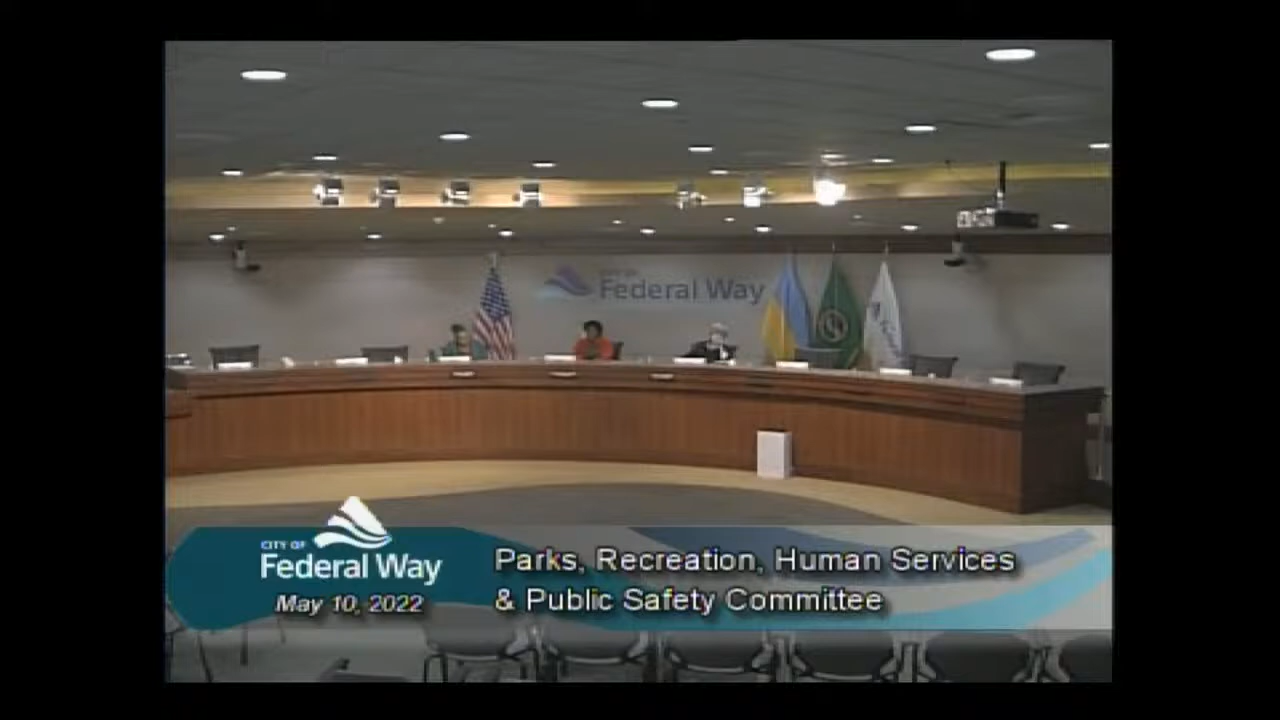 Federal Way
CITY OF
Federal Way
May 10, 2022
Parks, Recreation, Human Services
& Public Safety Committee